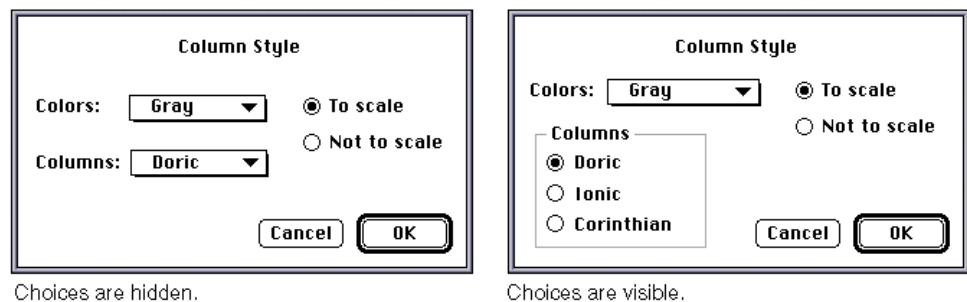 Column Style
Colors: Gray
To scale
Not to scale
Columns: Doric
Cancel OK
Choices are hidden.
Column Style
Colors: Gray
To scale
Not to scale
Columns
Doric
Ionic
Corinthian
Cancel OK
Choices are visible.